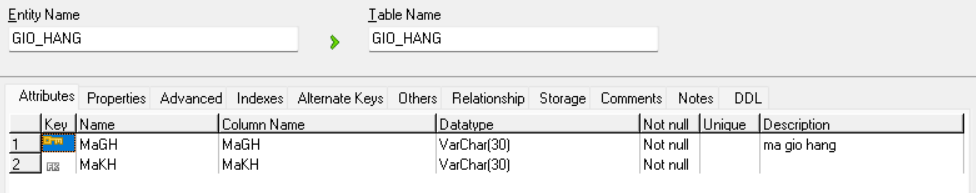 Entity Name Table Name
GIO_HANG GIO_HANG
Attributes Properties Advanced Indexes Alternate Keys Others Relationship Storage Comments Notes DDL
Key Name Column Name Datatype Not null Unique Description
1 MaGH MaGH VarChar(30) Not null ma gio hang
2 MaKH MaKH VarChar(30) Not null